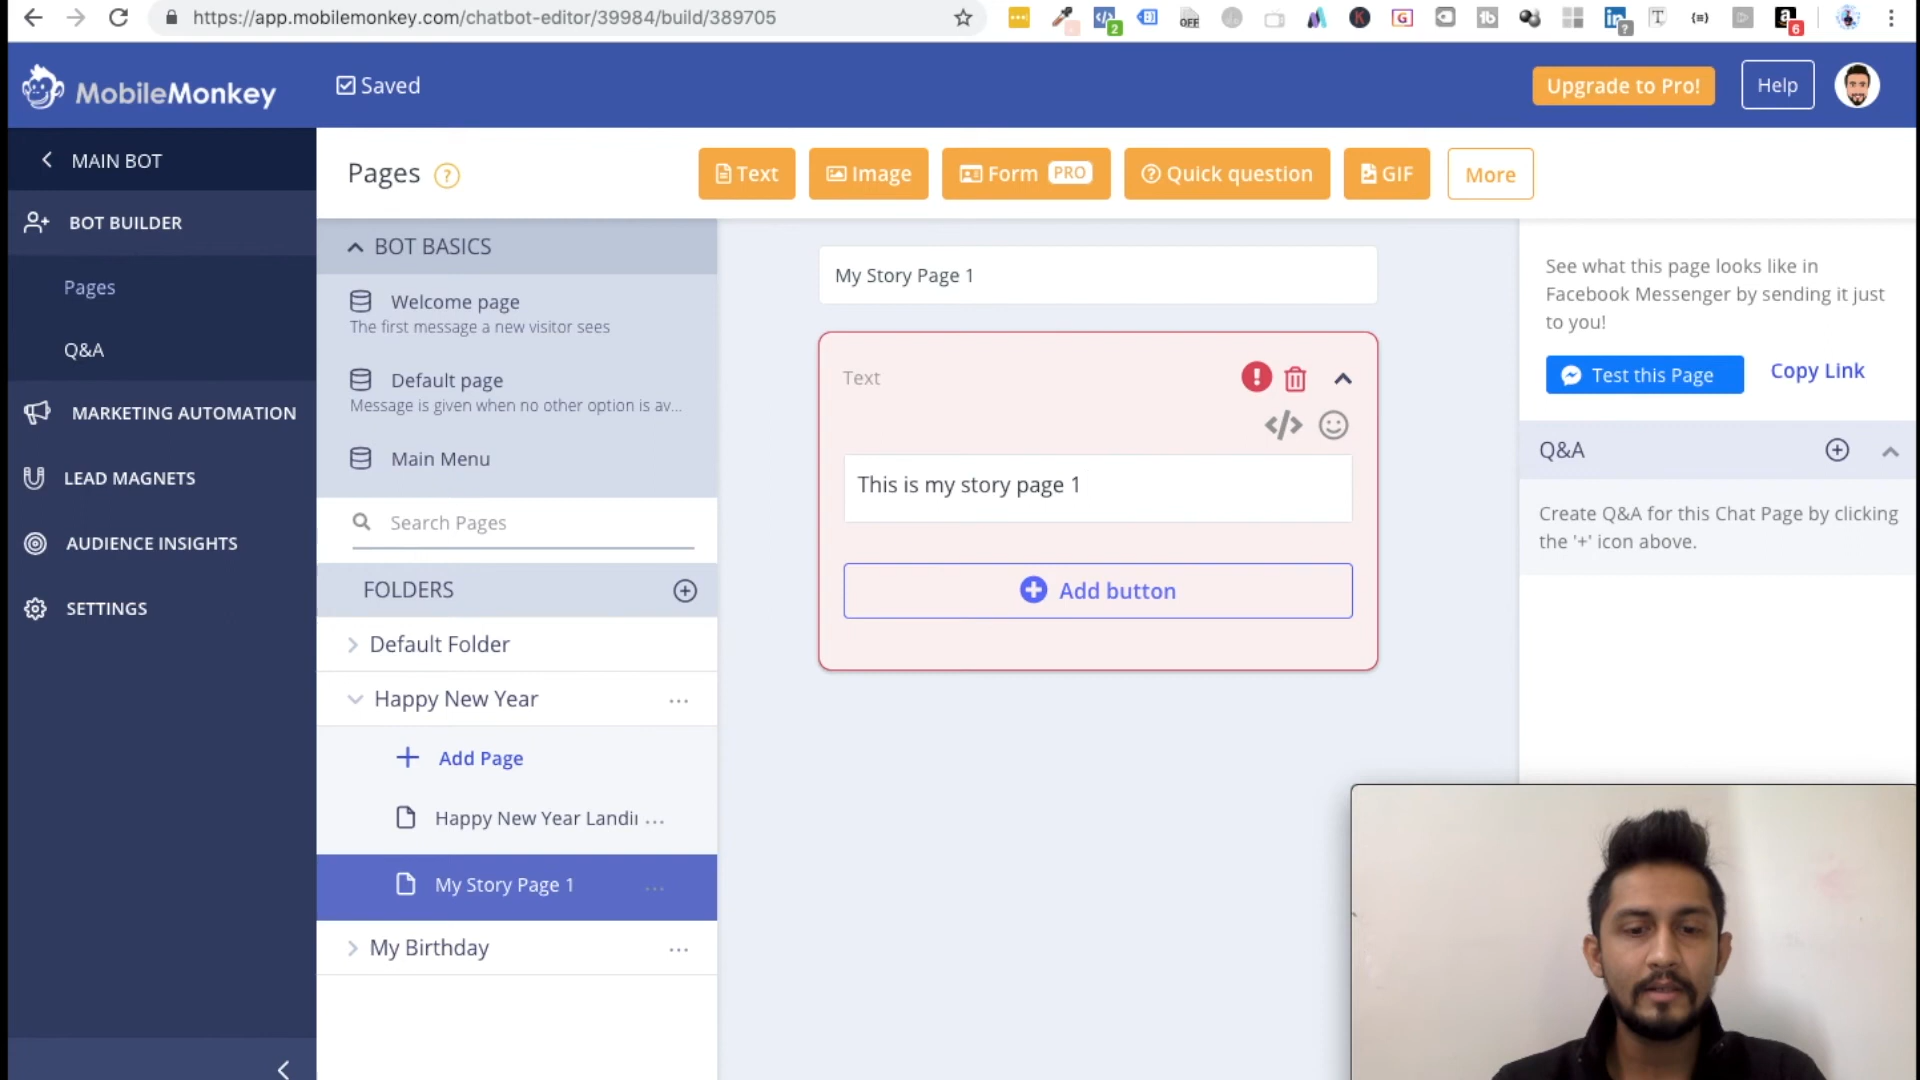 https://app.mobilemonkey.com/chatbot-editor/39984/build/389705
2
OFF
K
G
tb
in
?
T
{=}
a
6
MobileMonkey
Saved
Upgrade to Pro!
Help
MAIN BOT
BOT BUILDER
Pages
Q&A
MARKETING AUTOMATION
LEAD MAGNETS
AUDIENCE INSIGHTS
SETTINGS
Pages ?
Text
Image
Form PRO
Quick question
GIF
More
BOT BASICS
Welcome page
The first message a new visitor sees
Default page
Message is given when no other option is av...
Main Menu
Search Pages
FOLDERS
Default Folder
Happy New Year ...
Add Page
Happy New Year Landi ...
My Story Page 1 ...
My Birthday ...
My Story Page 1
Text
This is my story page 1
Add button
See what this page looks like in
Facebook Messenger by sending it just
to you!
Test this Page
Copy Link
Q&A
Create Q&A for this Chat Page by clicking
the '+' icon above.